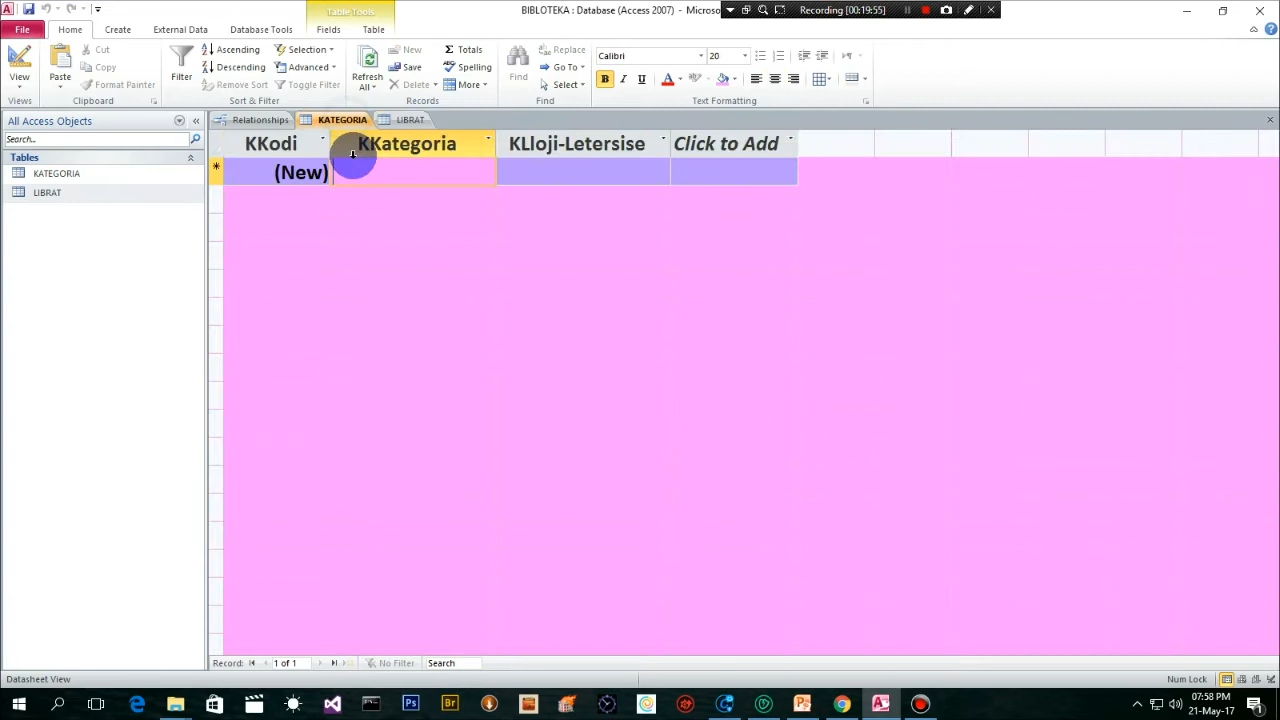 Table Tools
BIBLOTEKA : Database (Access 2007) - Microso
Recording [00:19:55]
File
Home
Create
External Data
Database Tools
Fields
Table
View
Views
Paste
Cut
Copy
Format Painter
Clipboard
Filter
Ascending
Descending
Remove Sort
Selection
Advanced
Toggle Filter
Sort & Filter
Refresh
All
New
Save
Delete
Totals
Spelling
More
Records
Find
Replace
Go To
Select
Find
Calibri
20
B I U
A
Text Formatting
All Access Objects
Search...
Tables
KATEGORIA
LIBRAT
Relationships
KATEGORIA
LIBRAT
KKodi
KKategoria
KLloji-Letersise
Click to Add
(New)
Record:
1 of 1
No Filter
Search
Datasheet View
Num Lock
Ps
Br
07:58 PM
21-May-17